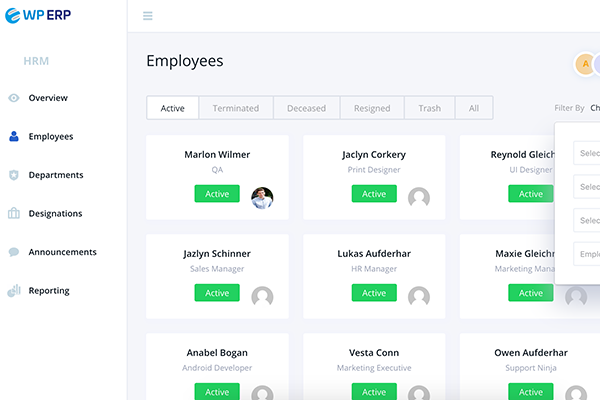 WP ERP
HRM
Overview
Employees
Departments
Designations
Announcements
Reporting
Employees
Active Terminated Deceased Resigned Trash All
Filter By Ch
A
Marlon Wilmer
QA
Active
Jaclyn Corkery
Print Designer
Active
Reynold Gleich
UI Designer
Active
Selec
Selec
Selec
Emplo
Jazlyn Schinner
Sales Manager
Active
Lukas Aufderhar
HR Manager
Active
Maxie Gleichn
Marketing Mana
Active
Anabel Bogan
Android Developer
Active
Vesta Conn
Marketing Executive
Active
Owen Aufderhar
Support Ninja
Active